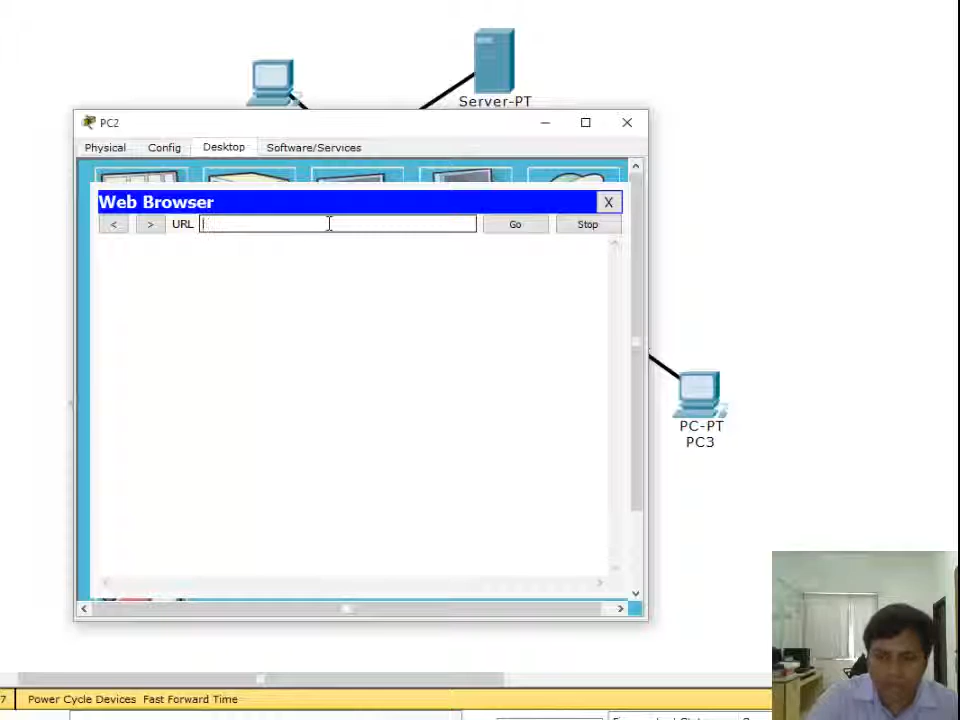 Server-PT
PC2
Physical Config Desktop Software/Services
Web Browser X
< > URL Go Stop
PC-PT
PC3
7 Power Cycle Devices Fast Forward Time